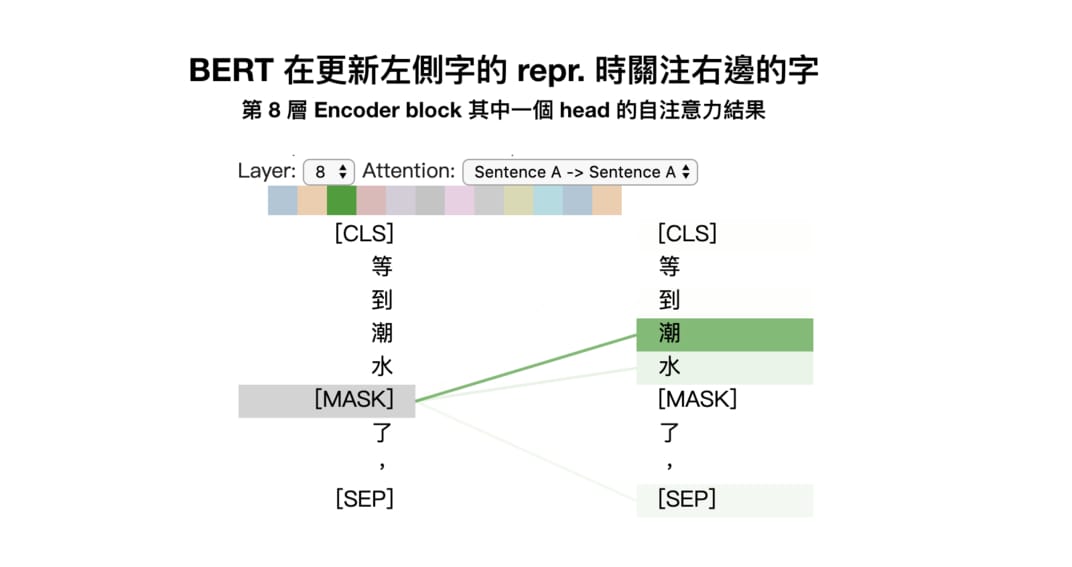 BERT 在更新左側字的 repr. 時關注右邊的字
第 8 層 Encoder block 其中一個 head 的自注意力結果
Layer: 8 Attention: Sentence A -> Sentence A
[CLS] [CLS]
等 等
到 到
潮 潮
水 水
[MASK] [MASK]
了 了
， ，
[SEP] [SEP]